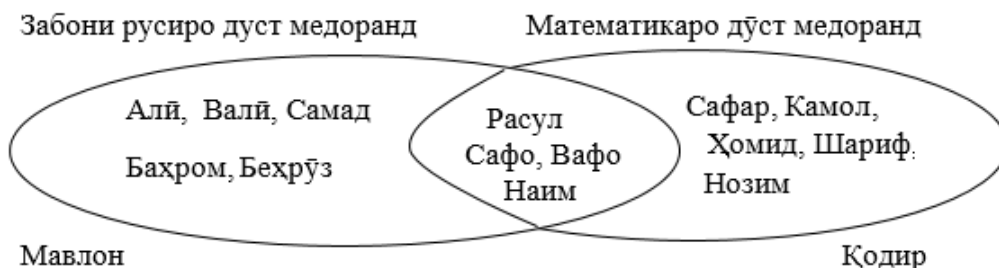 Забони русиро дуст медоранд
Математикаро дӯст медоранд
Алӣ, Валӣ, Самад
Баҳром, Беҳрӯз
Расул
Сафо, Вафо
Наим
Сафар, Камол,
Ҳомид, Шариф,
Нозим
Мавлон
Қодир